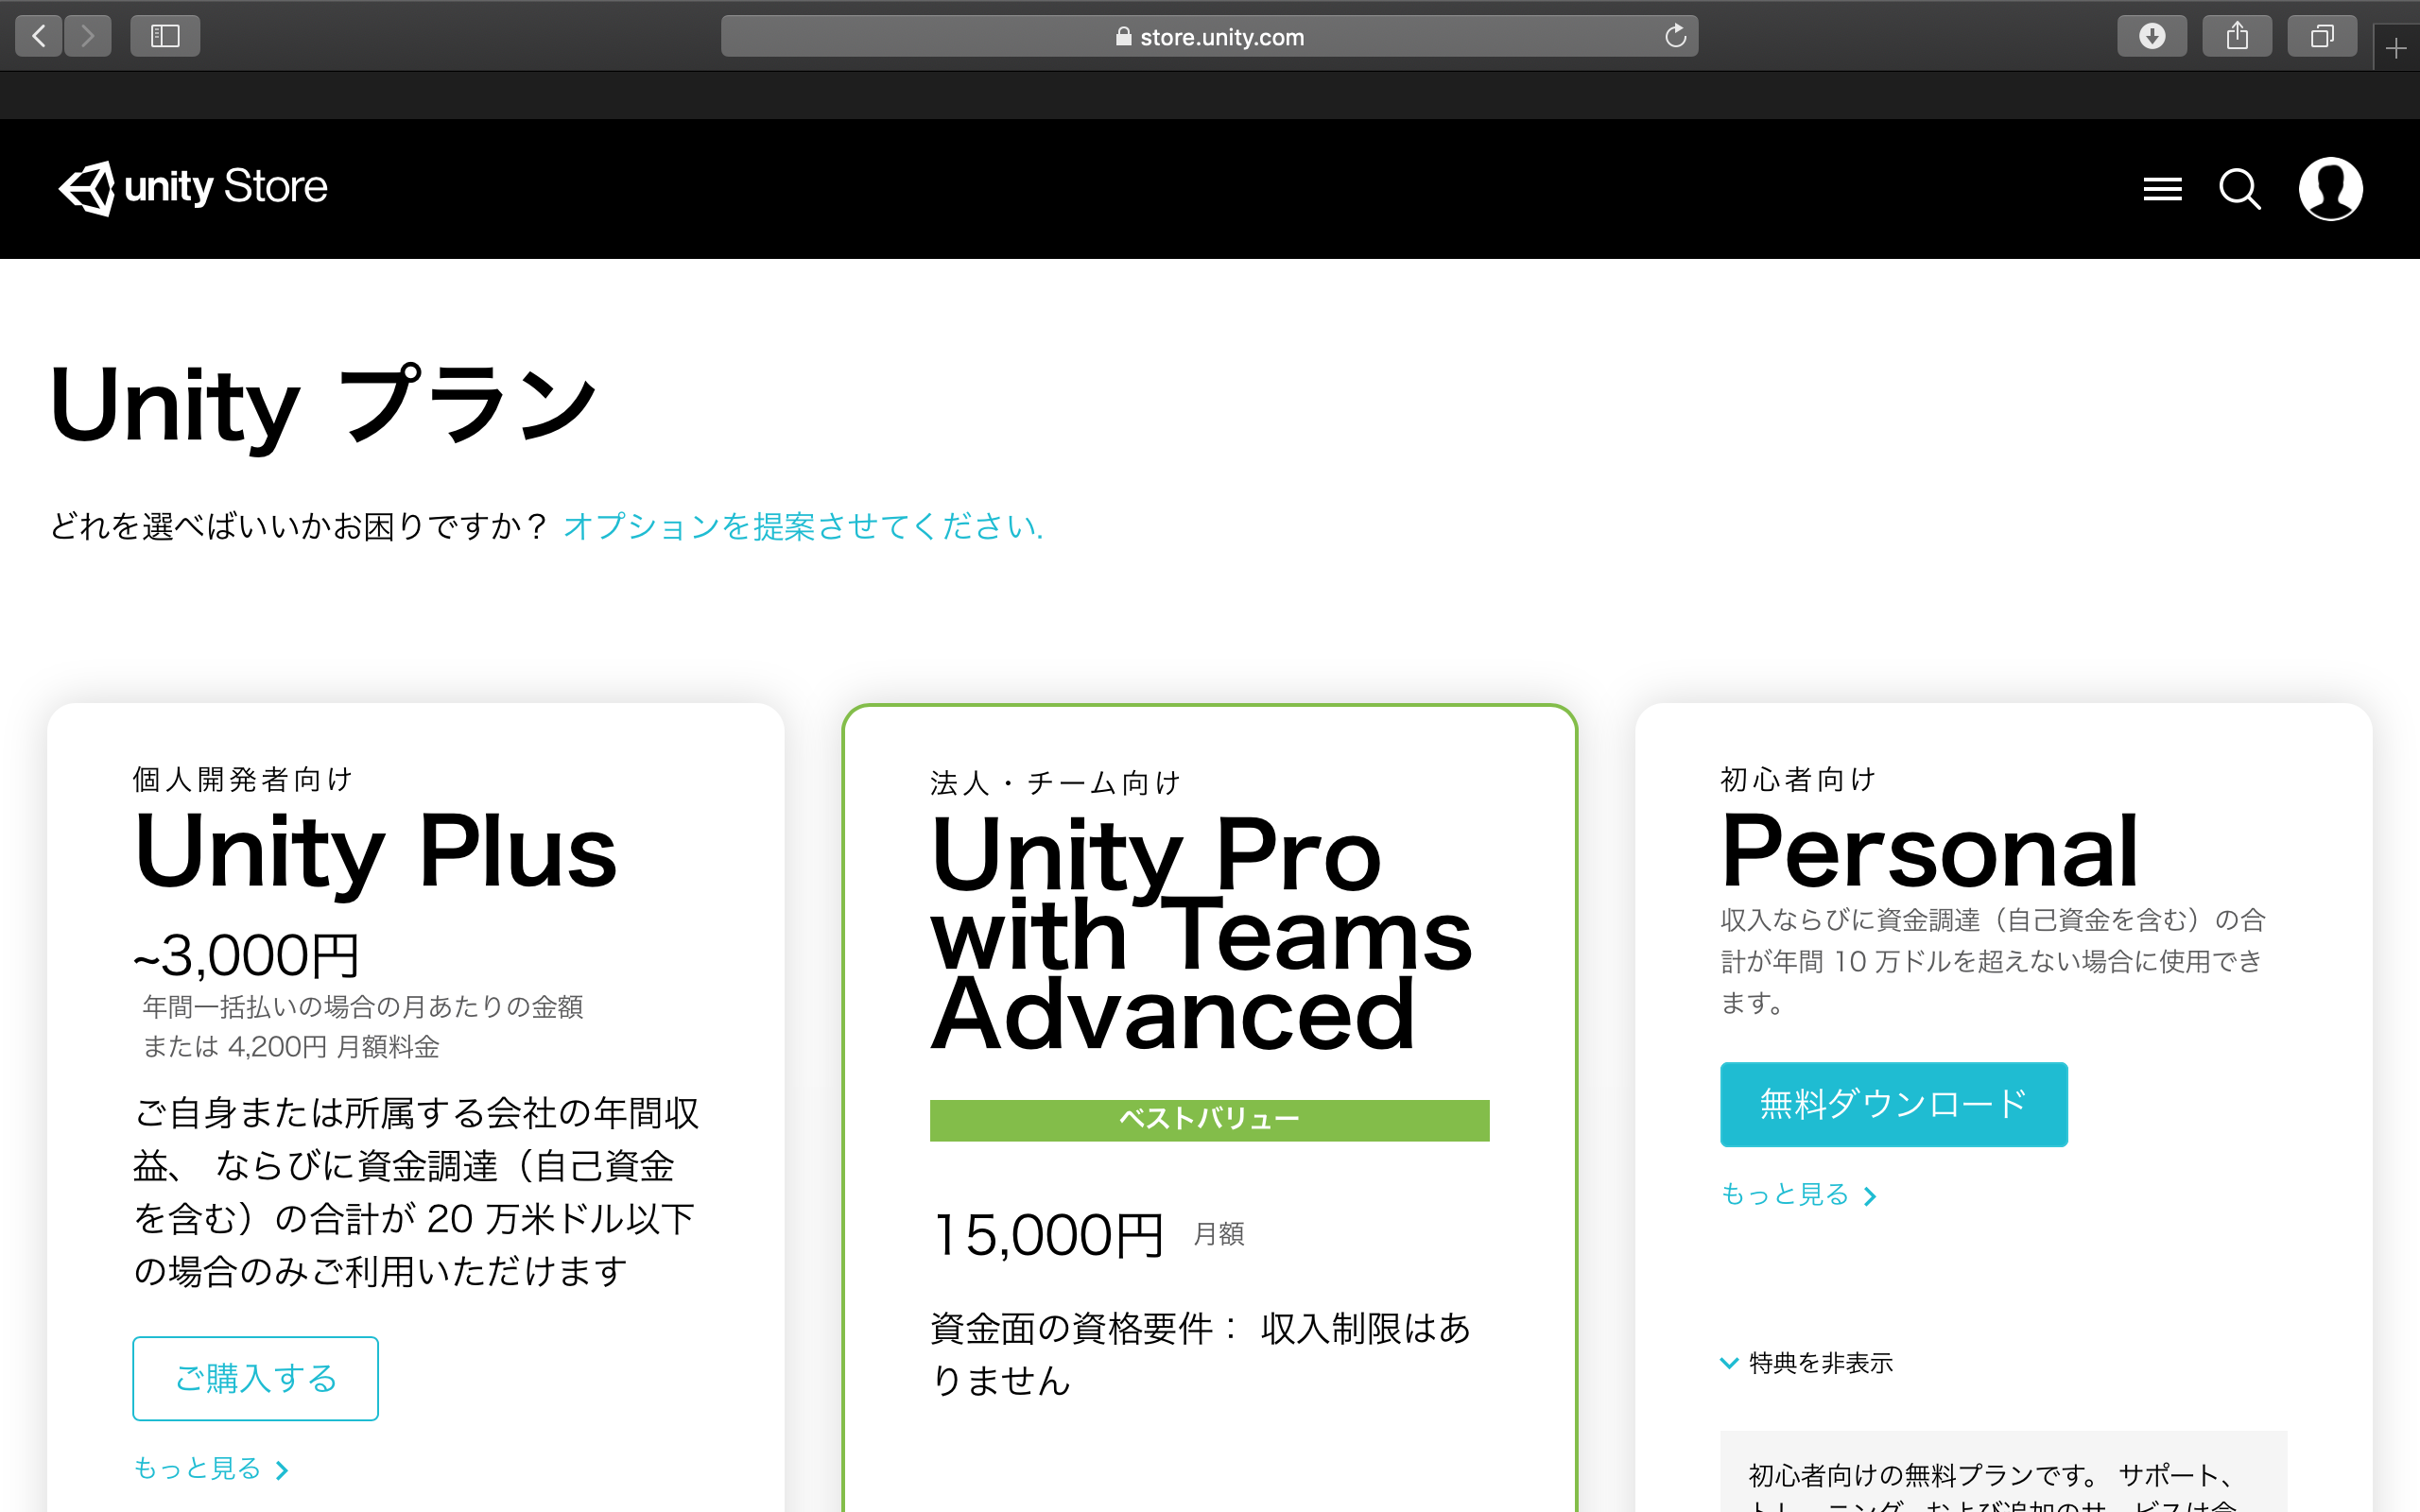 store.unity.com
unity Store
Unity プラン
どれを選べばいいかお困りですか？ オプションを提案させてください.
個人開発者向け
Unity Plus
~3,000円
年間一括払いの場合の月あたりの金額
または 4,200円 月額料金
ご自身または所属する会社の年間収
益、 ならびに資金調達（自己資金
を含む）の合計が 20 万米ドル以下
の場合のみご利用いただけます
ご購入する
もっと見る
法人・チーム向け
Unity Pro
with Teams
Advanced
ベストバリュー
15,000円 月額
資金面の資格要件： 収入制限はあ
りません
初心者向け
Personal
収入ならびに資金調達（自己資金を含む）の合
計が年間 10 万ドルを超えない場合に使用でき
ます。
無料ダウンロード
もっと見る
特典を非表示
初心者向けの無料プランです。 サポート、